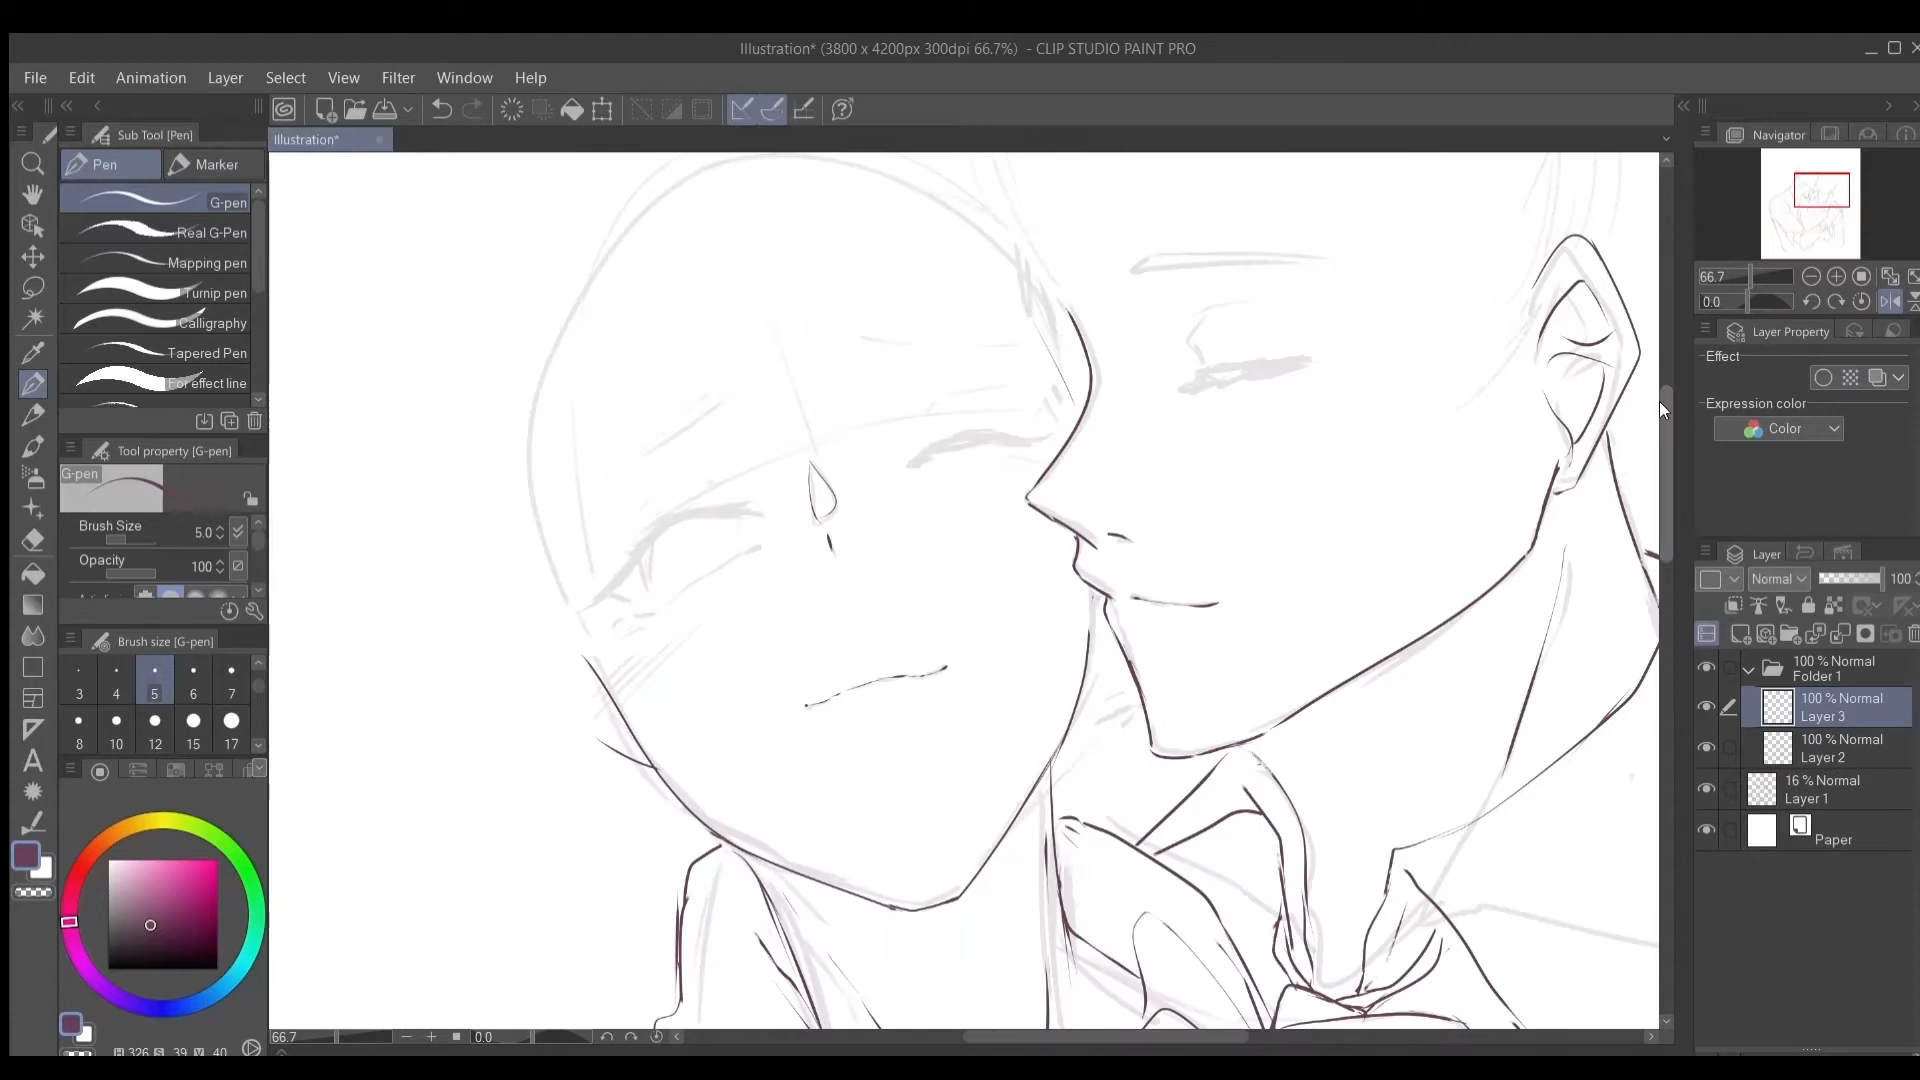 Illustration* (3800 x 4200px 300dpi 66.7%) - CLIP STUDIO PAINT PRO
File Edit Animation Layer Select View Filter Window Help
Sub Tool [Pen]
Illustration*
Navigator
Pen Marker
G-pen
Real G-Pen
Mapping pen
Turnip pen
Calligraphy
Tapered Pen
For effect line
66.7
0.0
Layer Property
Effect
Expression color
Color
Tool property [G-pen]
G-pen
Brush Size 5.0
Opacity 100
Brush size [G-pen]
3 4 5 6 7
8 10 12 15 17
Layer
Normal 100
100 % Normal
Folder 1
100 % Normal
Layer 3
100 % Normal
Layer 2
16 % Normal
Layer 1
Paper
66.7 0.0
H 326 S 39 V 40